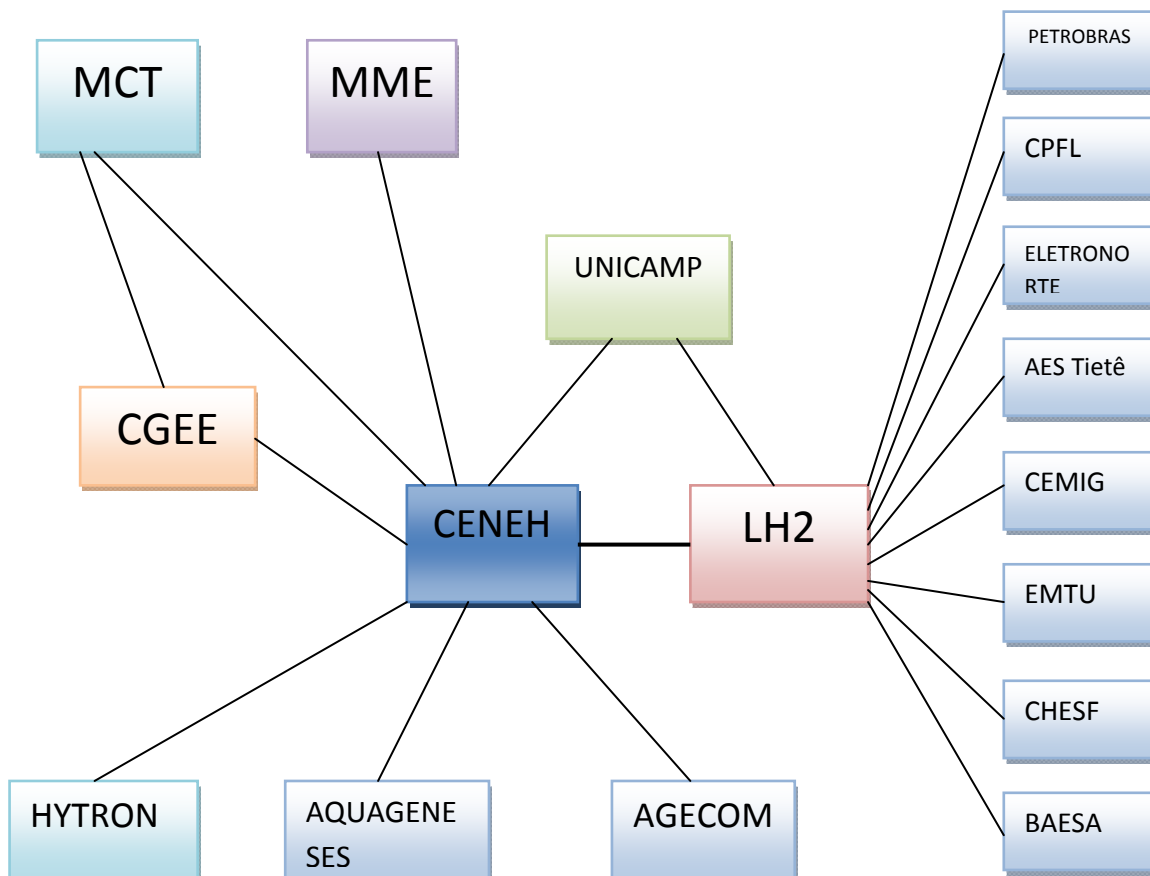 PETROBRAS
MCT
MME
CPFL
UNICAMP
ELETRONO
RTE
AES Tietê
CGEE
CEMIG
CENEH
LH2
EMTU
CHESF
HYTRON
AQUAGENE
SES
AGECOM
BAESA